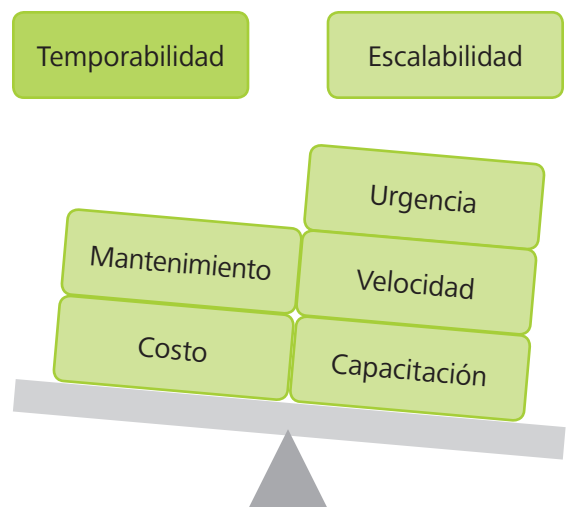 Temporabilidad
Escalabilidad
Urgencia
Mantenimiento
Velocidad
Costo
Capacitación